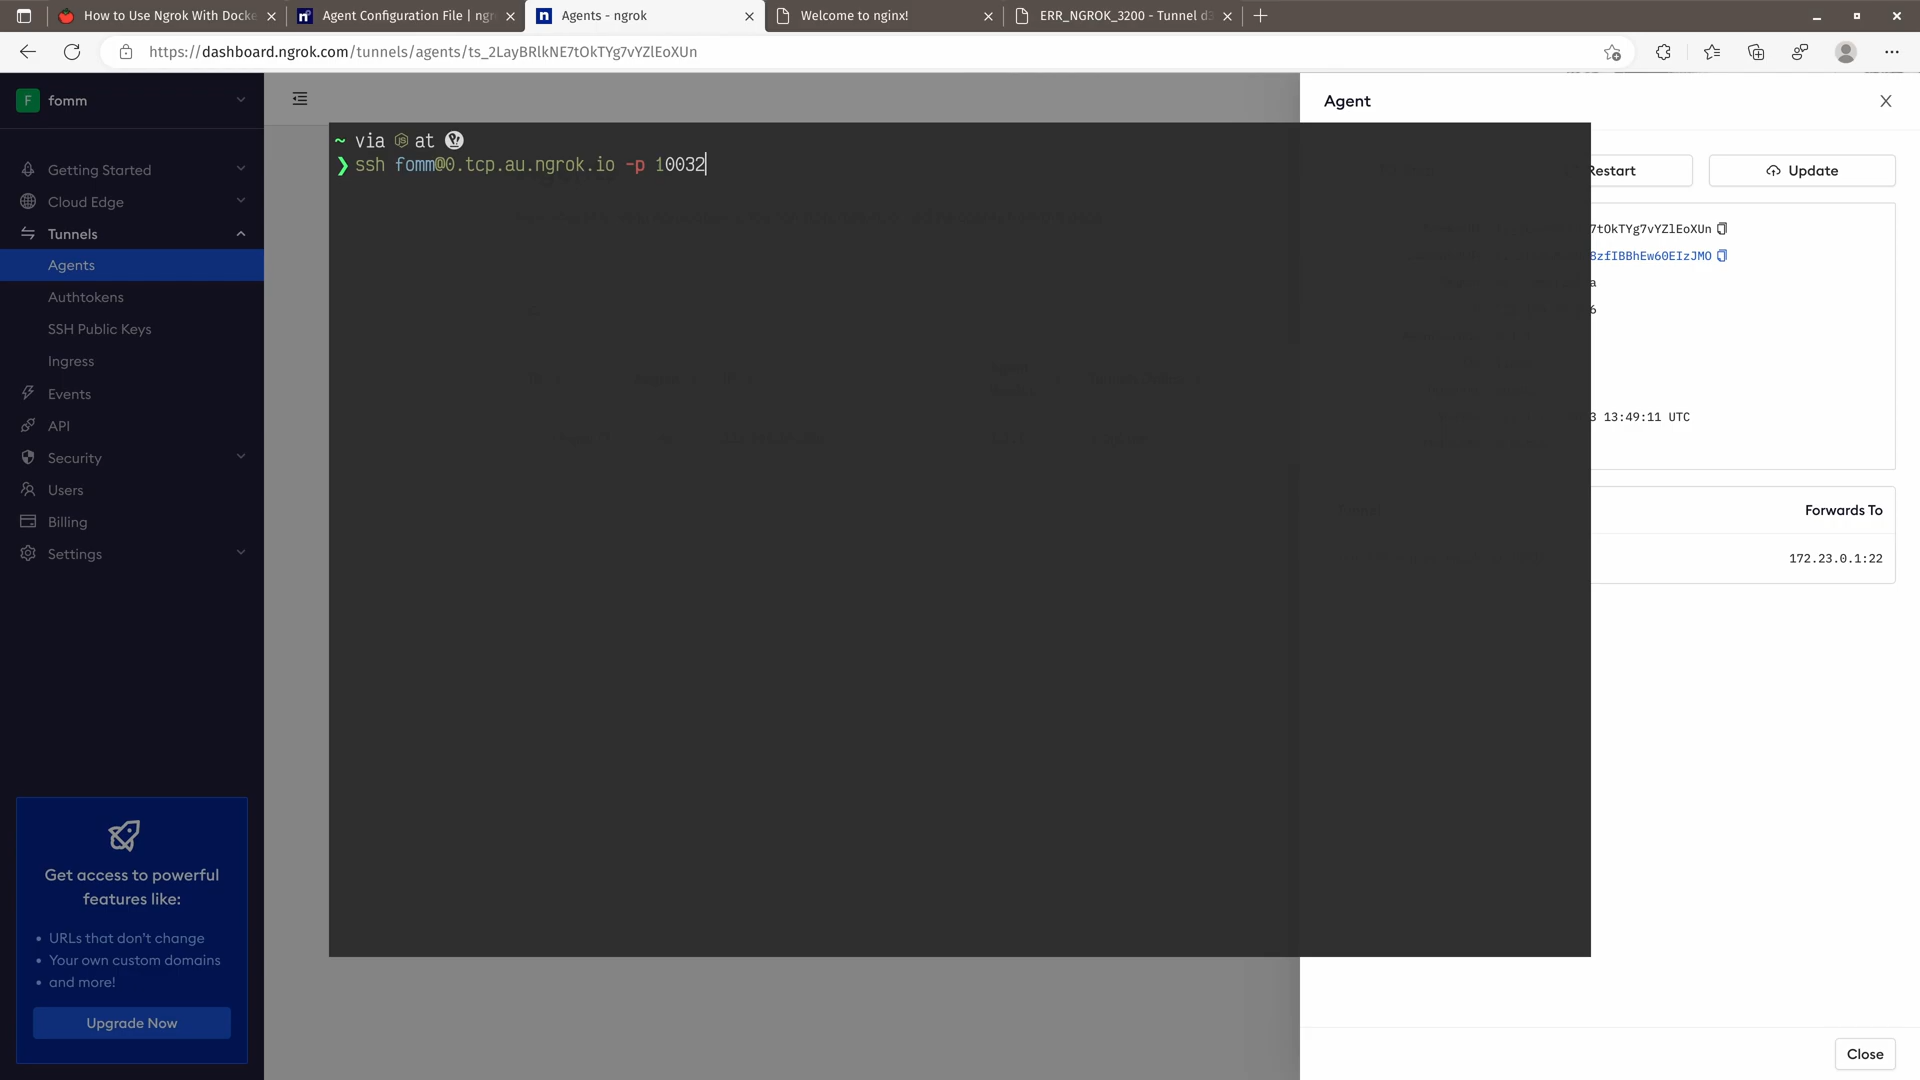 How to Use Ngrok With Docke
Agent Configuration File | ngr
Agents - ngrok
Welcome to nginx!
ERR_NGROK_3200 - Tunnel d3
https://dashboard.ngrok.com/tunnels/agents/ts_2LayBRlkNE7tOkTYg7vYZlEoXUn
F fomm
Getting Started
Cloud Edge
Tunnels
Agents
Authtokens
SSH Public Keys
Ingress
Events
API
Security
Users
Billing
Settings
Get access to powerful
features like:
• URLs that don't change
• Your own custom domains
• and more!
Upgrade Now
~ via at
❯ ssh fomm@0.tcp.au.ngrok.io -p 10032
Agent
Restart
Update
7tOkTYg7vYZlEoXUn
8zfIBBhEw60EIzJMO
a
6
3 13:49:11 UTC
Forwards To
172.23.0.1:22
Close